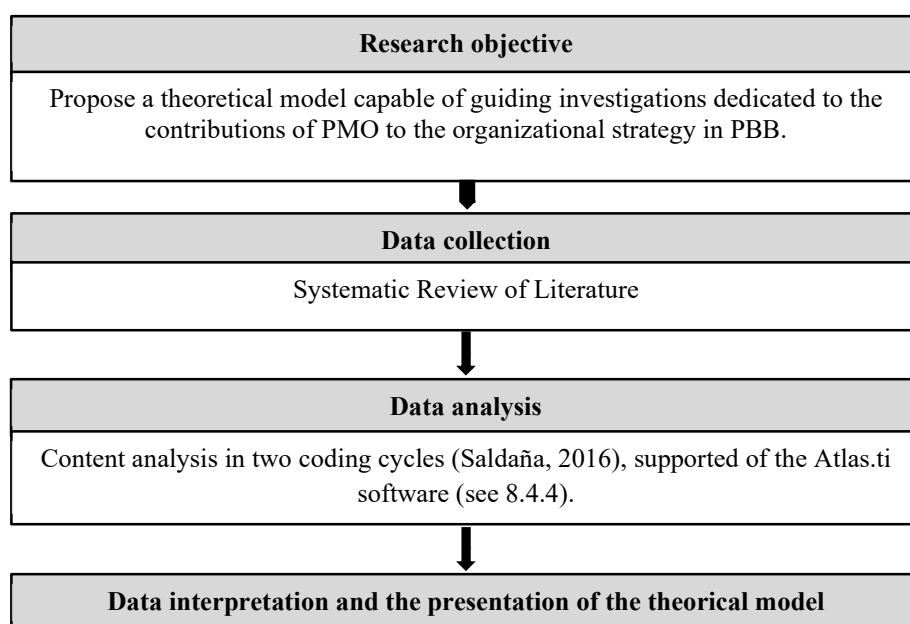 Research objective
Propose a theoretical model capable of guiding investigations dedicated to the
contributions of PMO to the organizational strategy in PBB.
Data collection
Systematic Review of Literature
Data analysis
Content analysis in two coding cycles (Saldaña, 2016), supported of the Atlas.ti
software (see 8.4.4).
Data interpretation and the presentation of the theorical model